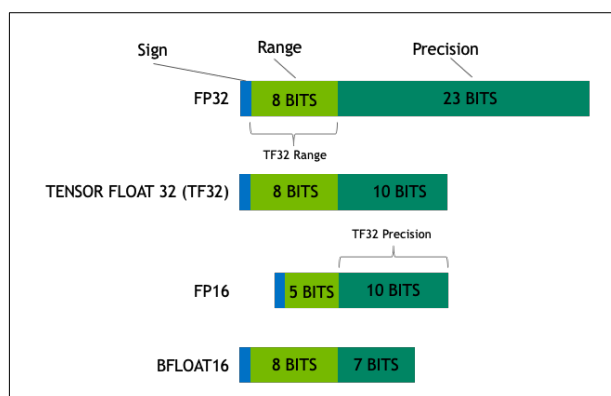 Sign
Range
Precision
FP32
8 BITS
23 BITS
TF32 Range
TENSOR FLOAT 32 (TF32)
8 BITS
10 BITS
TF32 Precision
FP16
5 BITS
10 BITS
BFLOAT16
8 BITS
7 BITS